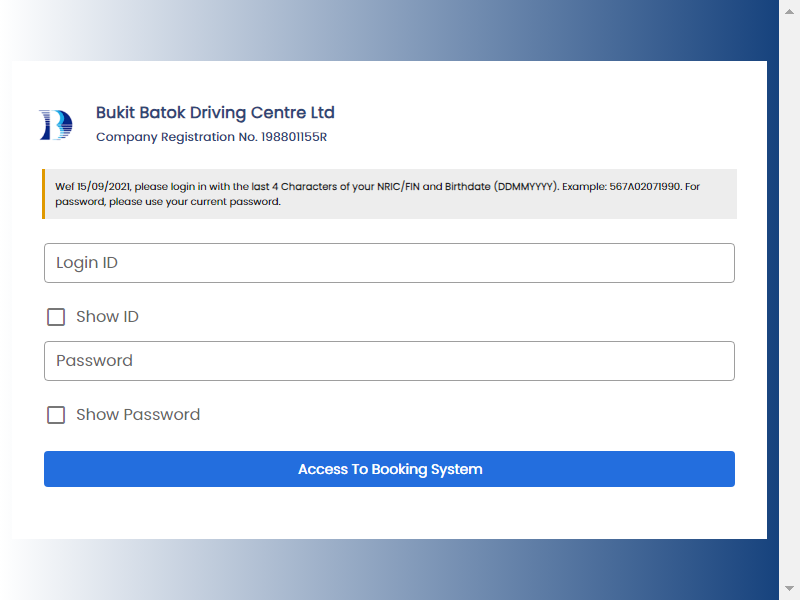 Bukit Batok Driving Centre Ltd
Company Registration No. 198801155R
Wef 15/09/2021, please login in with the last 4 Characters of your NRIC/FIN and Birthdate (DDMMYYYY). Example: 567A02071990. For
password, please use your current password.
Login ID
Show ID
Password
Show Password
Access To Booking System